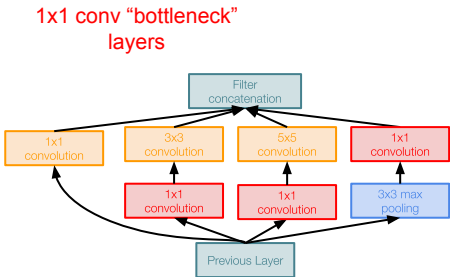 1x1 conv “bottleneck”
layers
Filter
concatenation
1x1
convolution
3x3
convolution
5x5
convolution
1x1
convolution
1x1
convolution
1x1
convolution
3x3 max
pooling
Previous Layer